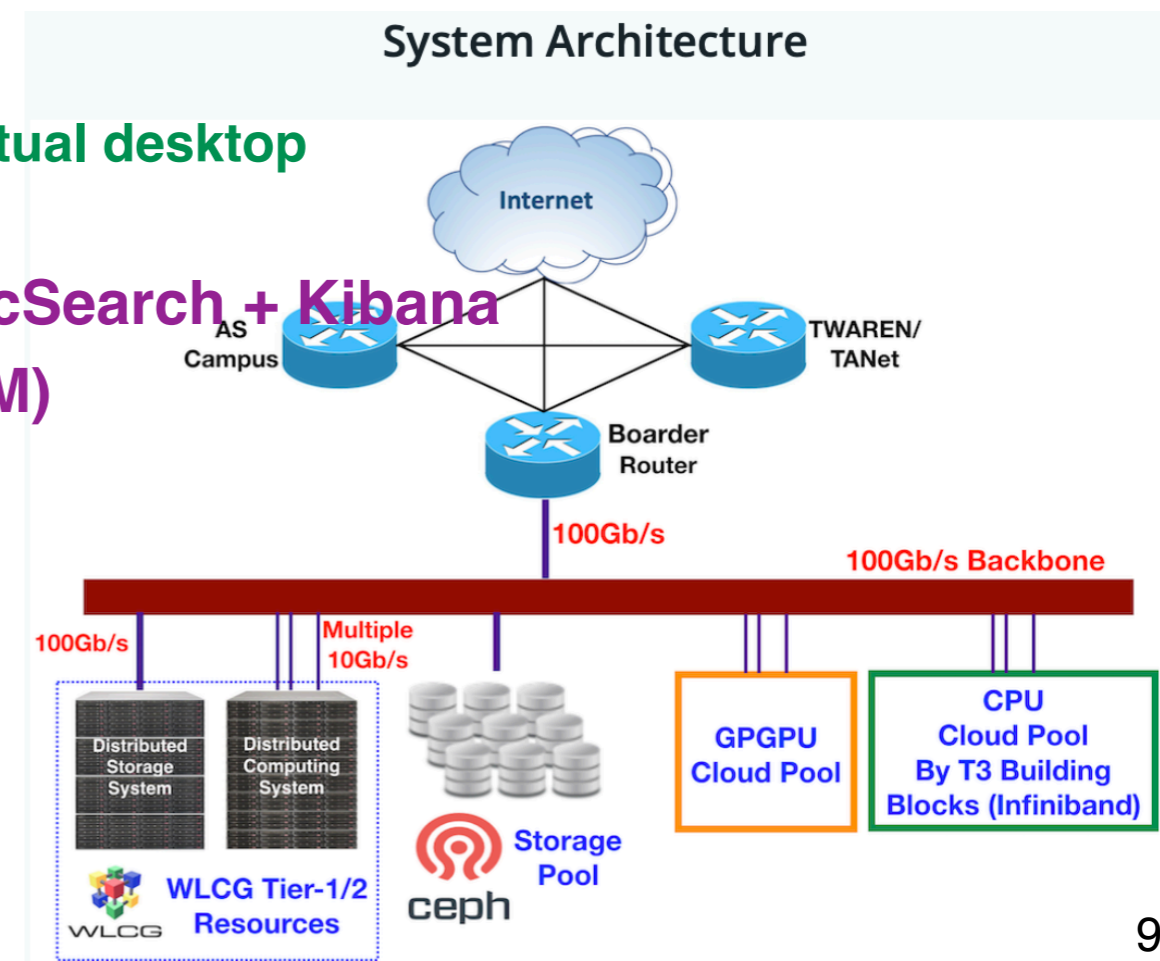 System Architecture
tual desktop
Internet
cSearch + Kibana
AS
Campus
TWAREN/
TANet
M)
Boarder
Router
100Gb/s
100Gb/s Backbone
100Gb/s
Multiple
10Gb/s
Distributed
Storage
System
Distributed
Computing
System
GPGPU
Cloud Pool
CPU
Cloud Pool
By T3 Building
Blocks (Infiniband)
Storage
Pool
ceph
WLCG
WLCG Tier-1/2
Resources
9